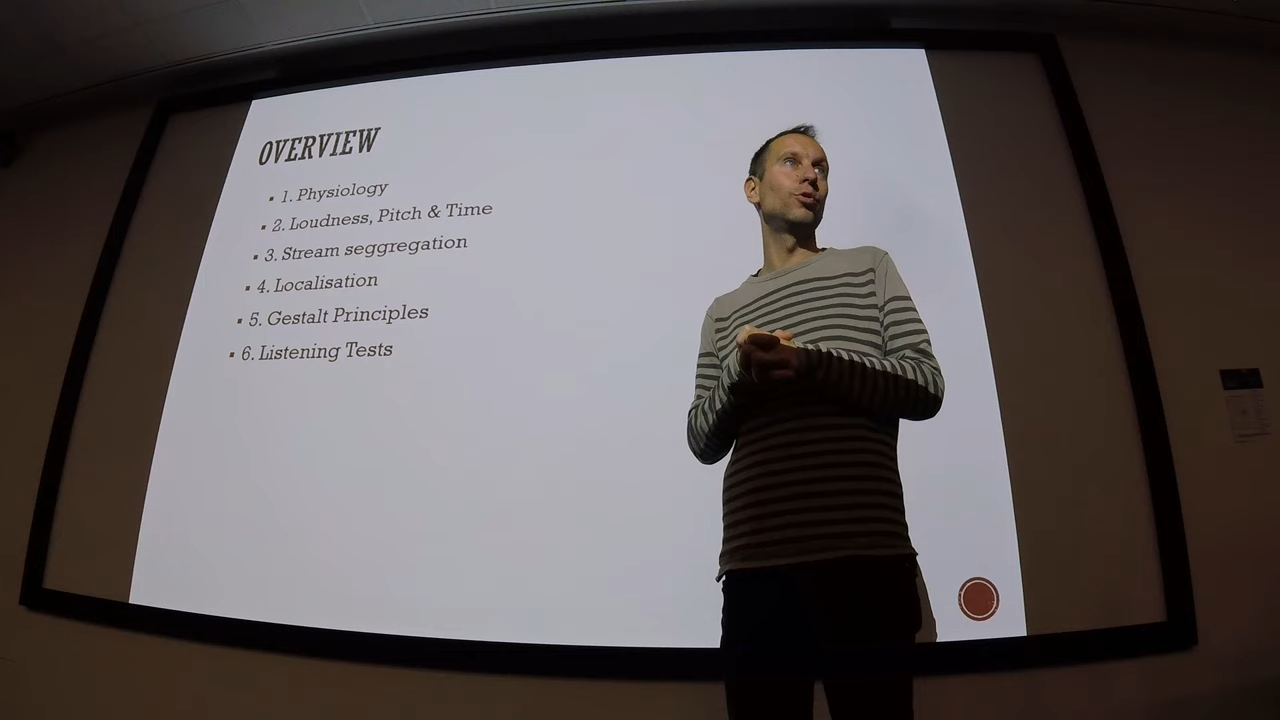 OVERVIEW
▪ 1. Physiology
▪ 2. Loudness, Pitch & Time
▪ 3. Stream seggregation
▪ 4. Localisation
▪ 5. Gestalt Principles
▪ 6. Listening Tests